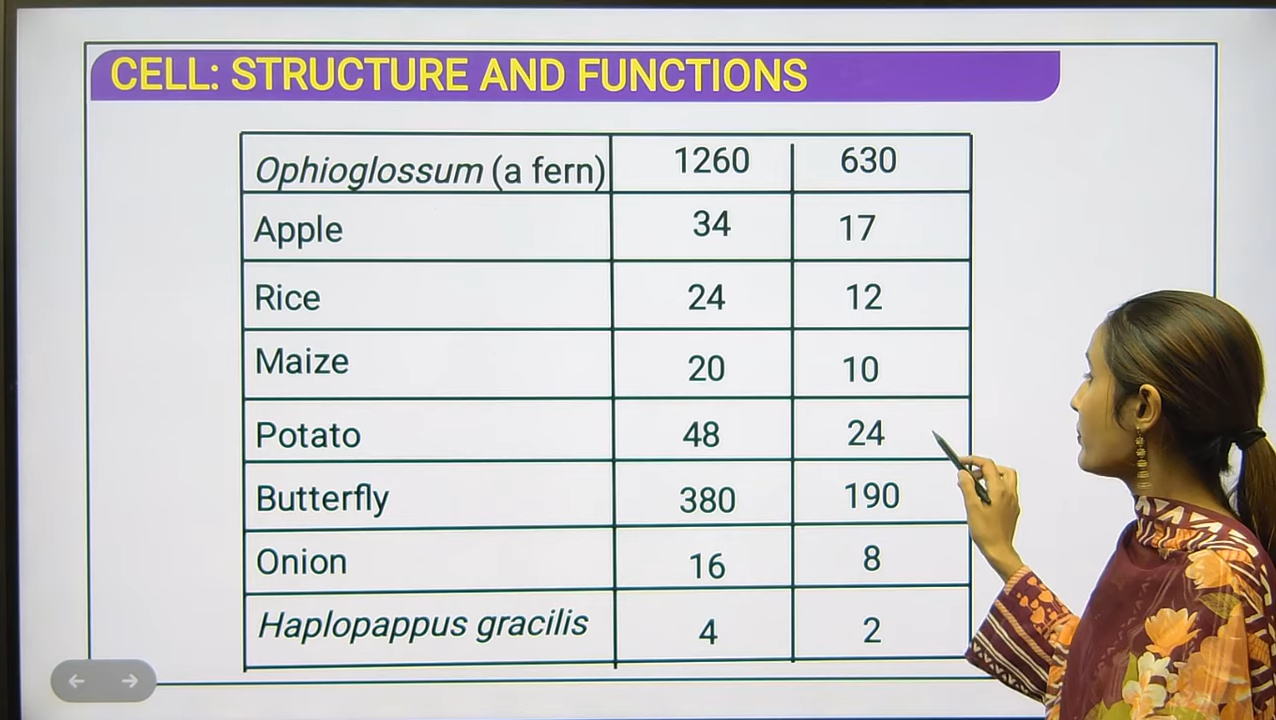 CELL: STRUCTURE AND FUNCTIONS
Ophioglossum (a fern) 1260 630
Apple 34 17
Rice 24 12
Maize 20 10
Potato 48 24
Butterfly 380 190
Onion 16 8
Haplopappus gracilis 4 2